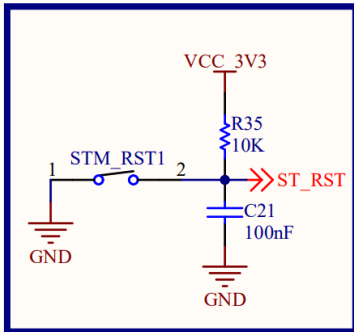 VCC_3V3
R35
10K
STM_RST1
1
2
ST_RST
C21
100nF
GND
GND